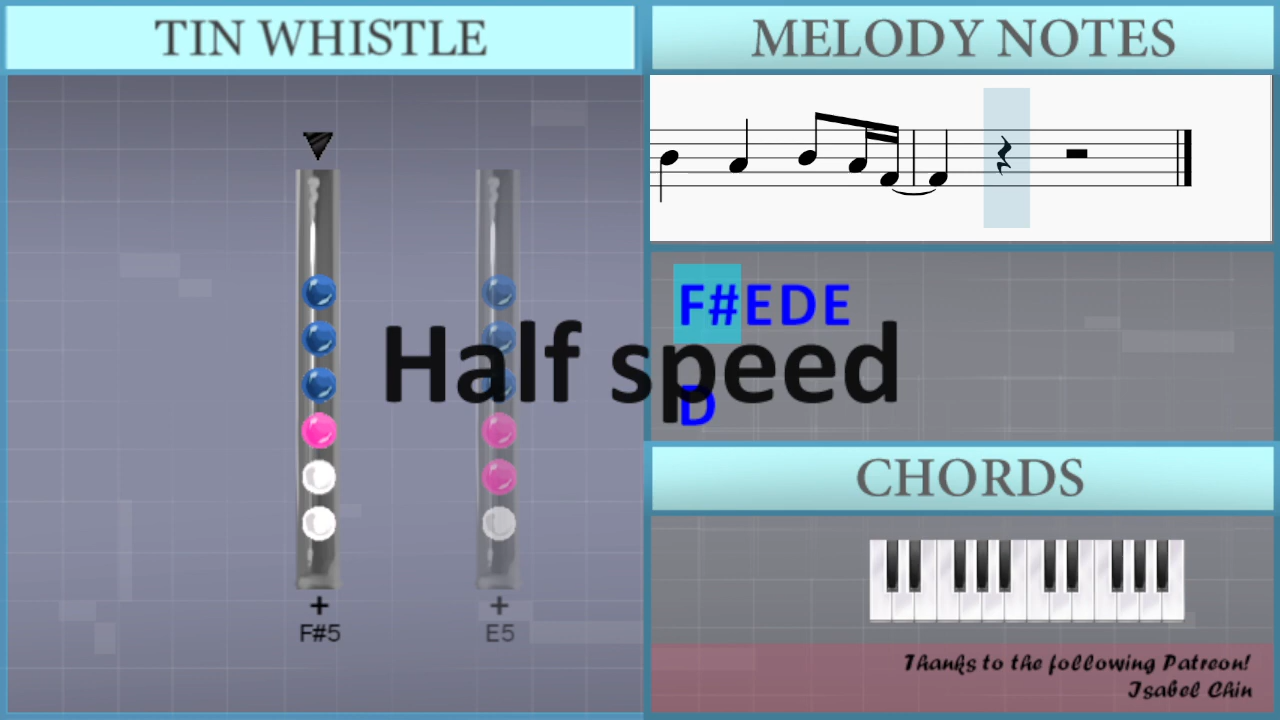 TIN WHISTLE
MELODY NOTES
F#EDE
Half speed
D
CHORDS
+
F#5
+
E5
Thanks to the following Patreon!
Isabel Chin